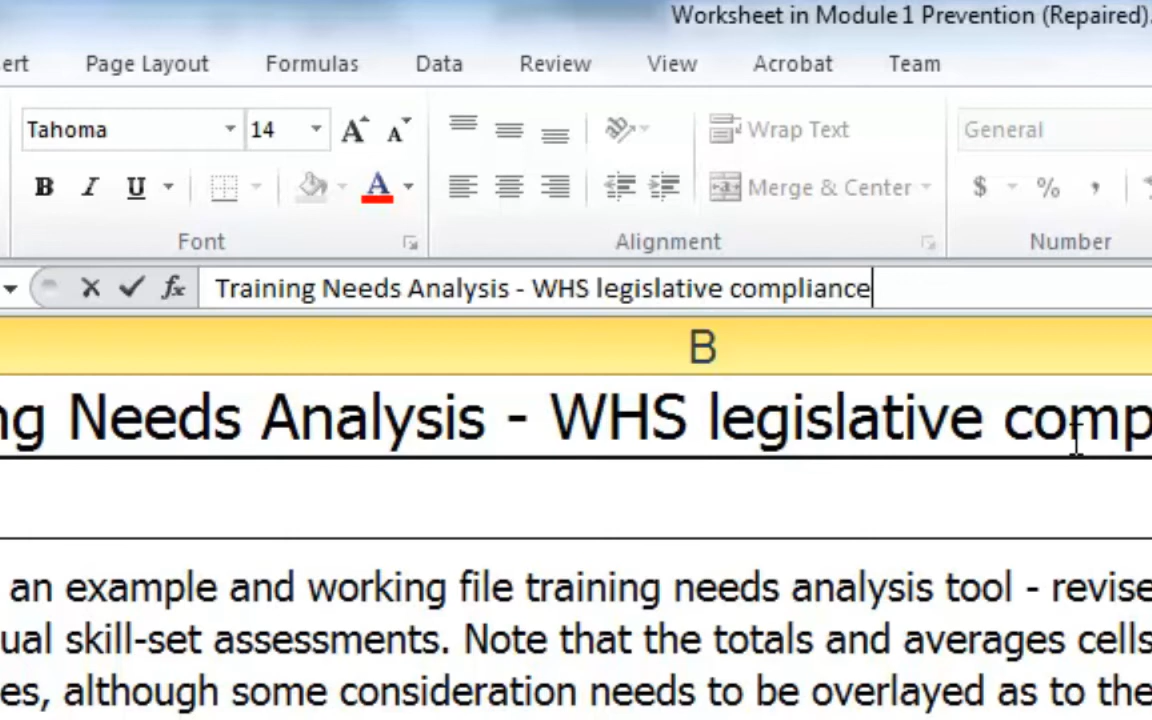 Worksheet in Module 1 Prevention (Repaired).
ert Page Layout Formulas Data Review View Acrobat Team
Tahoma 14 A A Wrap Text General
B I U A Merge & Center $ % ,
Font Alignment Number
fx Training Needs Analysis - WHS legislative compliance
B
ng Needs Analysis - WHS legislative comp
an example and working file training needs analysis tool - revise
ual skill-set assessments. Note that the totals and averages cells
es, although some consideration needs to be overlayed as to the